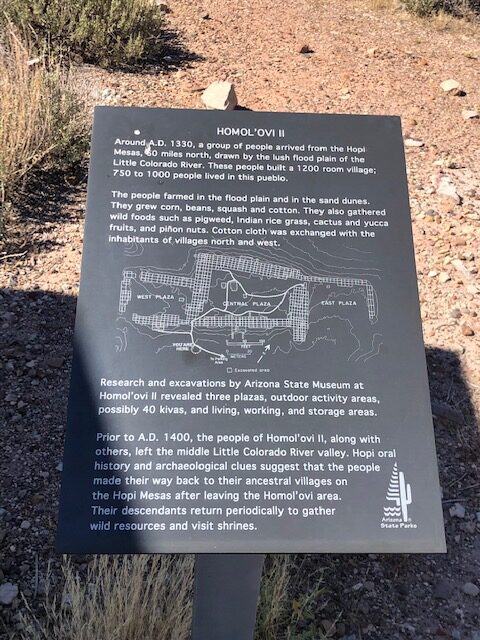 HOMOL'OVI II
Around A.D. 1330, a group of people arrived from the Hopi
Mesas, 60 miles north, drawn by the lush flood plain of the
Little Colorado River. These people built a 1200 room village;
750 to 1000 people lived in this pueblo.
The people farmed in the flood plain and in the sand dunes.
They grew corn, beans, squash and cotton. They also gathered
wild foods such as pigweed, Indian rice grass, cactus and yucca
fruits, and piñon nuts. Cotton cloth was exchanged with the
inhabitants of villages north and west.
WEST PLAZA
CENTRAL PLAZA
EAST PLAZA
YOU ARE
HERE
To Parking
Area
FEET
METERS
Excavated area
Research and excavations by Arizona State Museum at
Homol'ovi II revealed three plazas, outdoor activity areas,
possibly 40 kivas, and living, working, and storage areas.
Prior to A.D. 1400, the people of Homol'ovi II, along with
others, left the middle Little Colorado River valley. Hopi oral
history and archaeological clues suggest that the people
made their way back to their ancestral villages on
the Hopi Mesas after leaving the Homol'ovi area.
Their descendants return periodically to gather
wild resources and visit shrines.
Arizona
State Parks